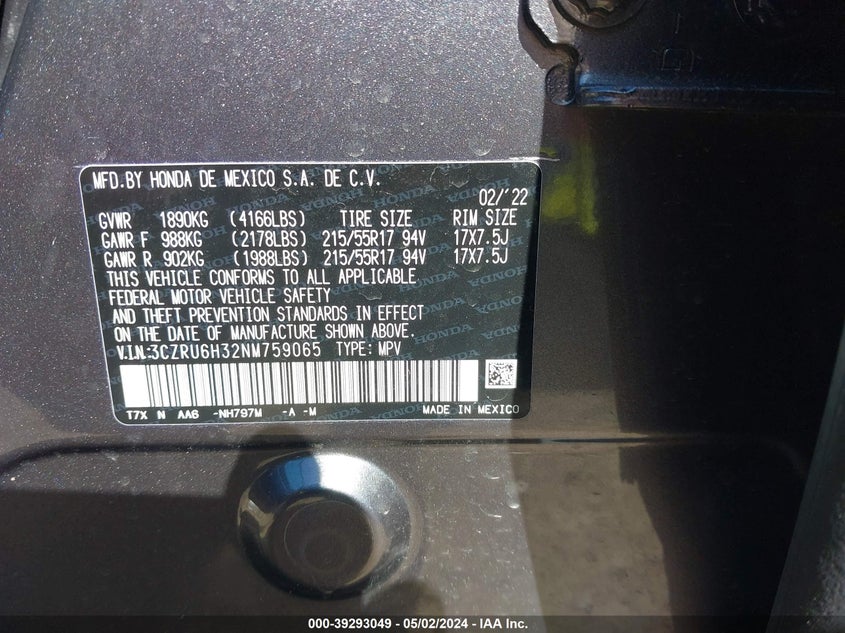 MFD.BY HONDA DE MEXICO S.A. DE C.V.
02/'22
GVWR 1890KG (4166LBS) TIRE SIZE RIM SIZE
GAWR F 988KG (2178LBS) 215/55R17 94V 17X7.5J
GAWR R 902KG (1988LBS) 215/55R17 94V 17X7.5J
THIS VEHICLE CONFORMS TO ALL APPLICABLE
FEDERAL MOTOR VEHICLE SAFETY
AND THEFT PREVENTION STANDARDS IN EFFECT
ON THE DATE OF MANUFACTURE SHOWN ABOVE.
V.I.N.:3CZRU6H32NM759065 TYPE: MPV
T7X N AA6 -NH797M -A -M MADE IN MEXICO
000-39293049 - 05/02/2024 - IAA Inc.